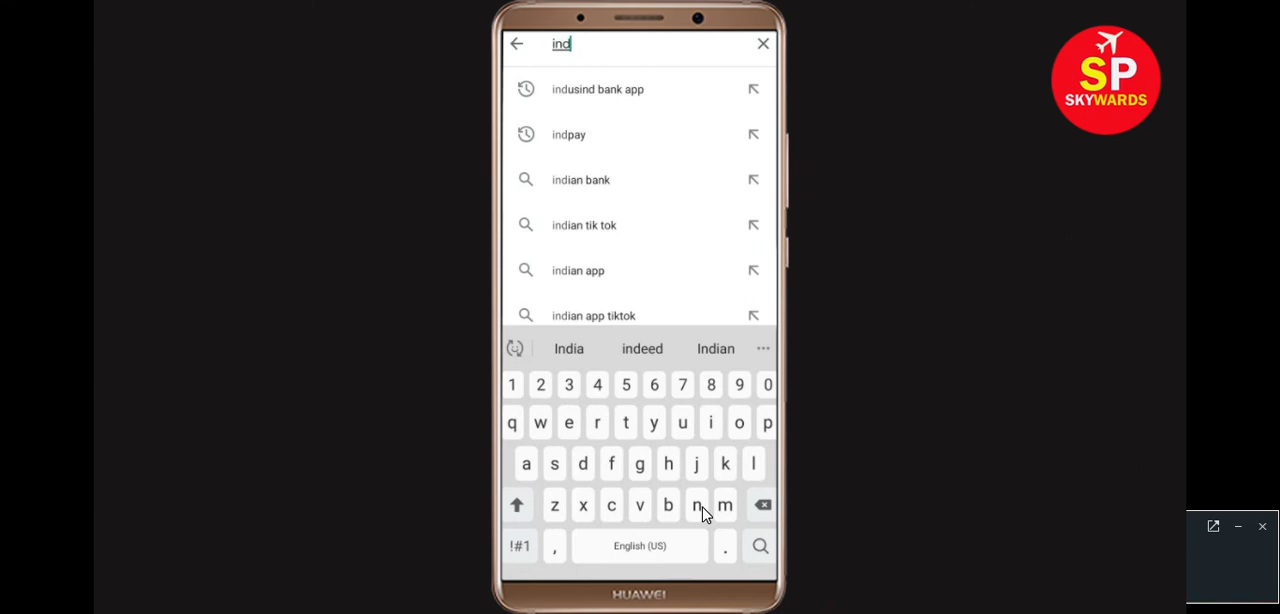 ind
indusind bank app
indpay
indian bank
indian tik tok
indian app
indian app tiktok
India indeed Indian
1 2 3 4 5 6 7 8 9 0
q w e r t y u i o p
a s d f g h j k l
z x c v b n m
!#1 , English (US) .
HUAWEI
SP
SKYWARDS